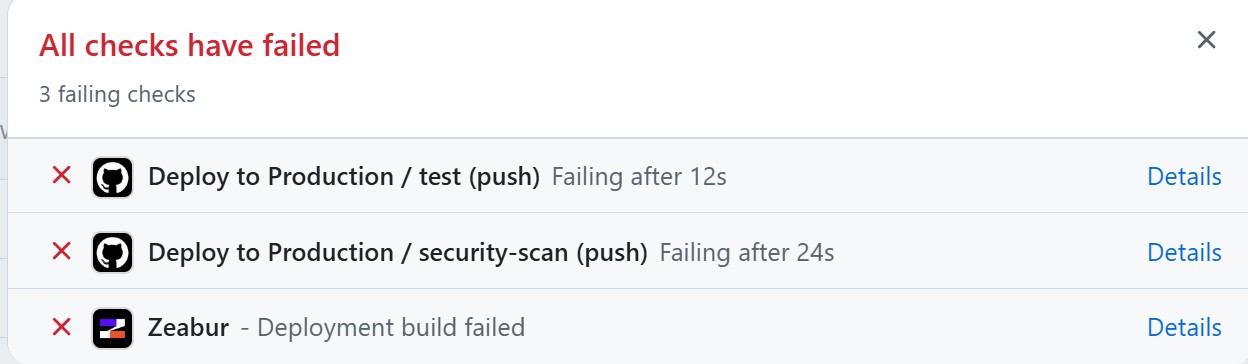 All checks have failed
3 failing checks
Deploy to Production / test (push) Failing after 12s Details
Deploy to Production / security-scan (push) Failing after 24s Details
Zeabur - Deployment build failed Details